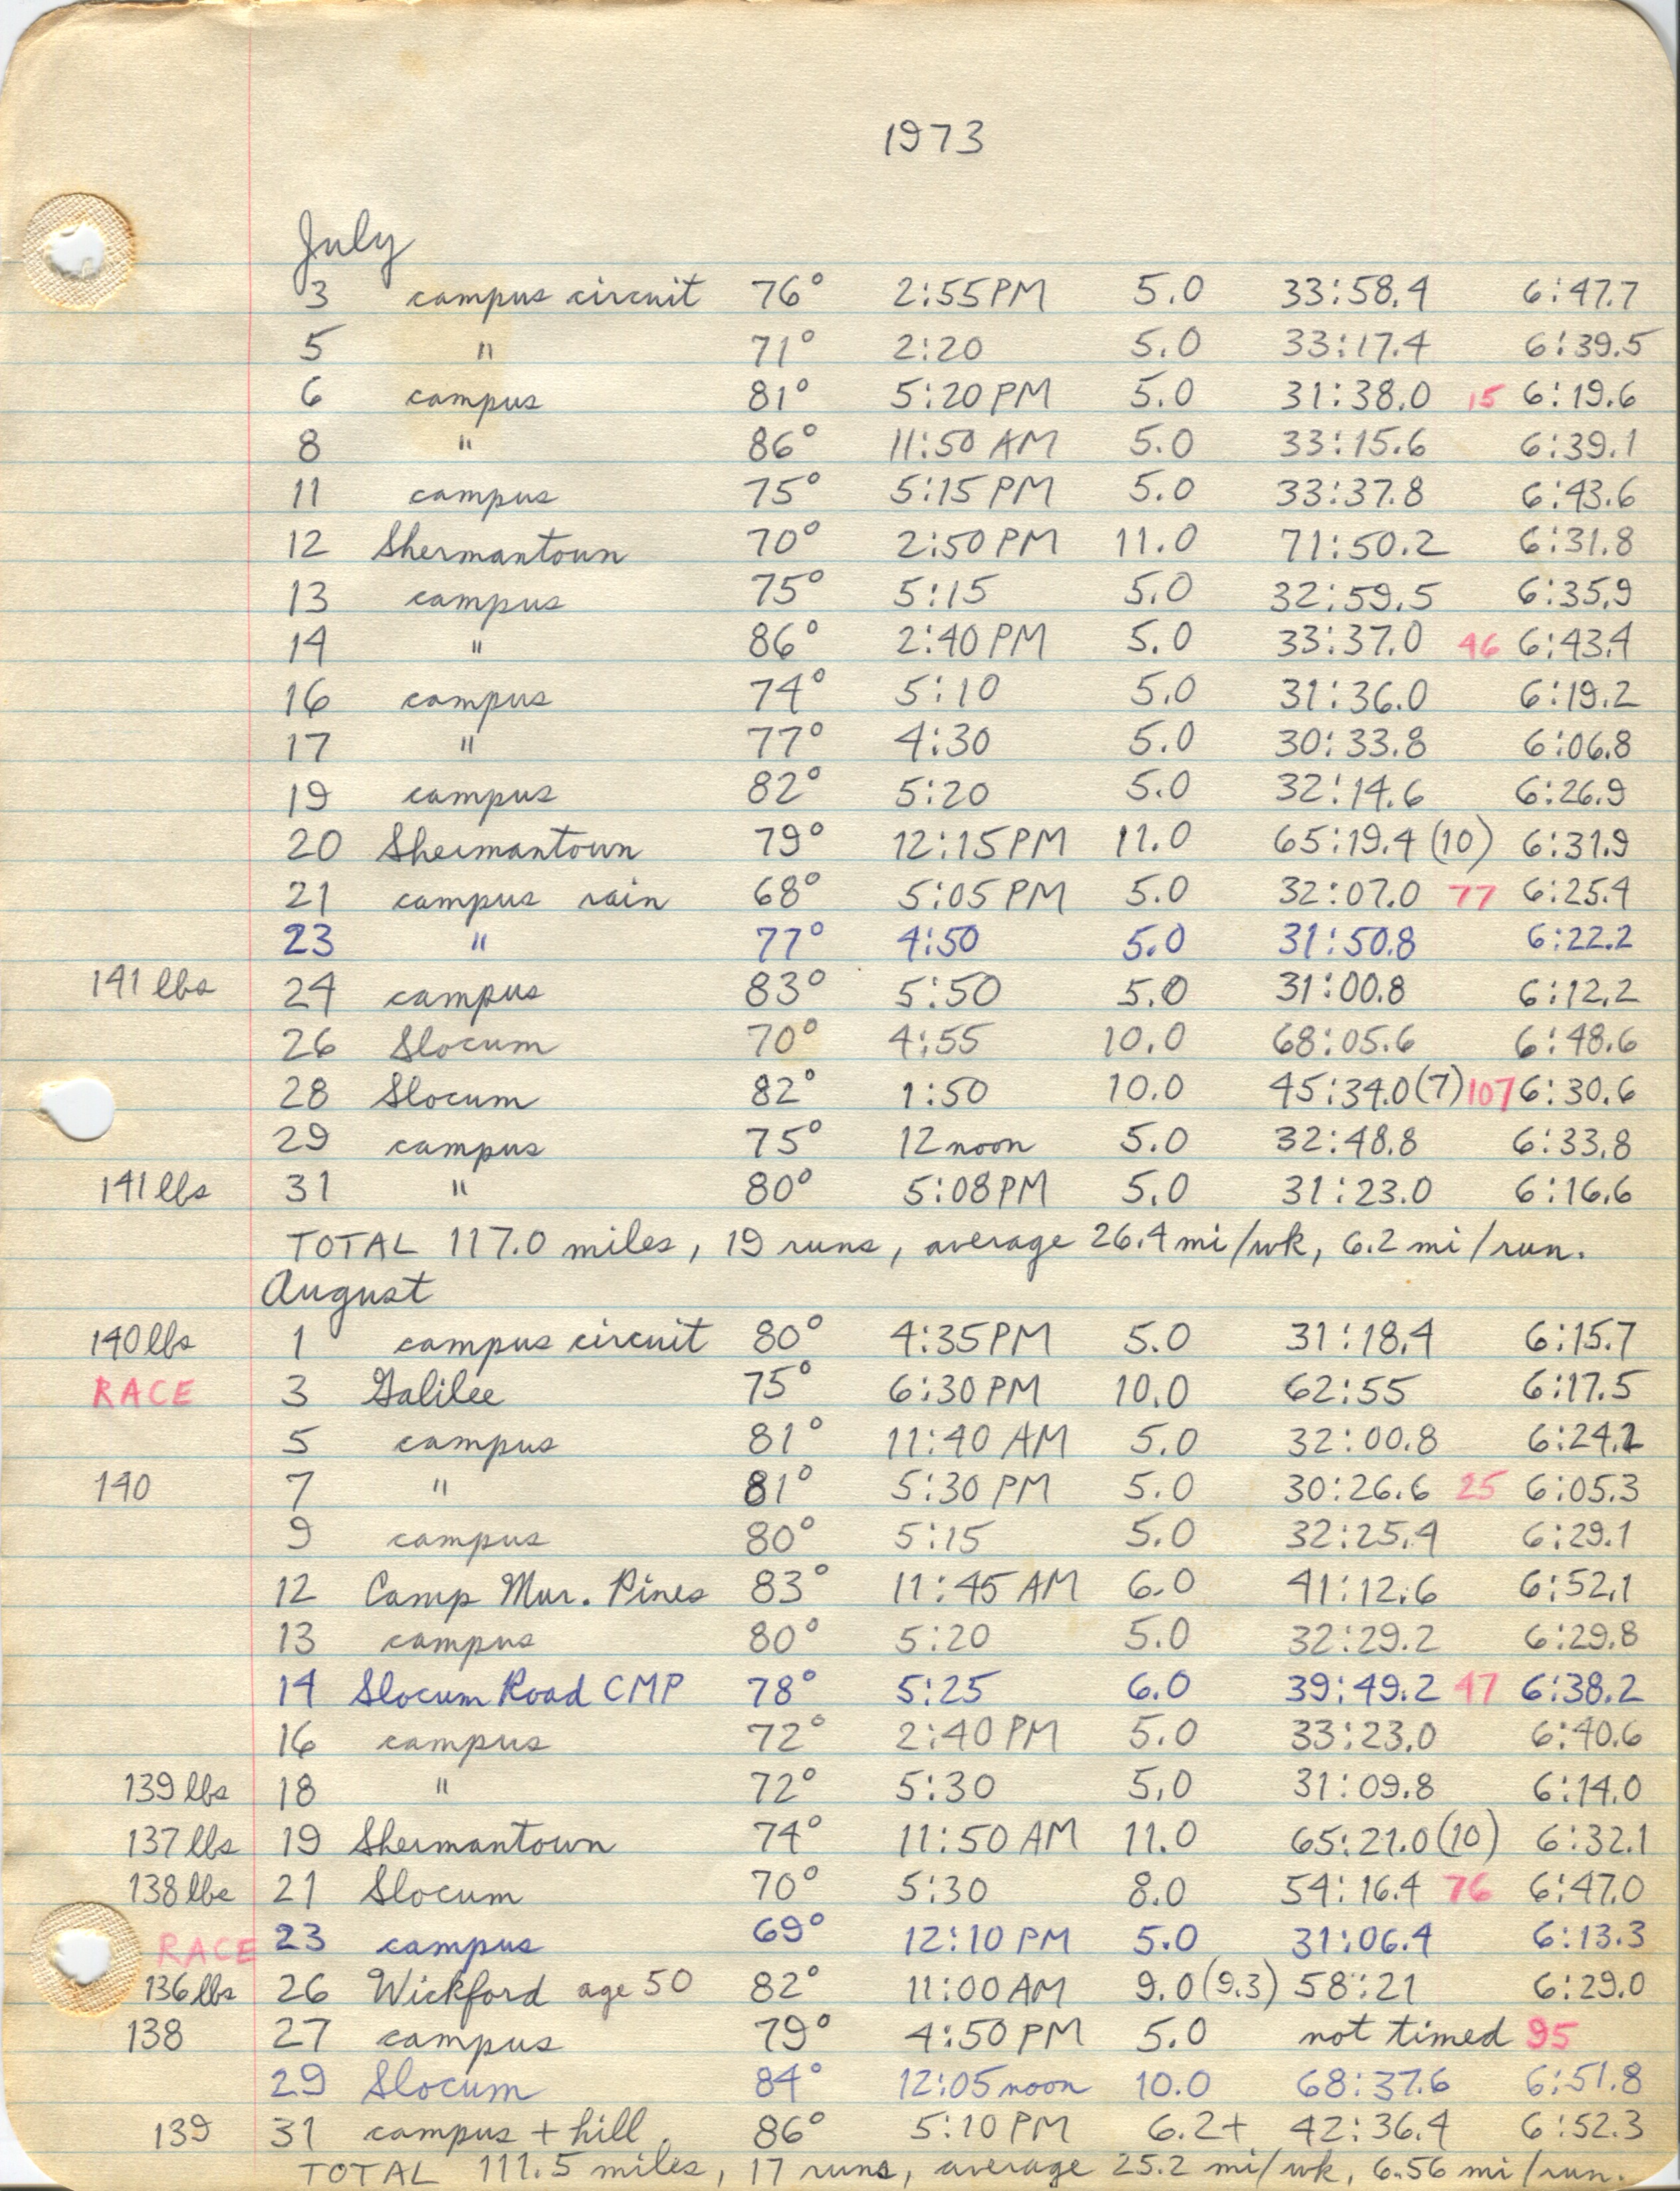 1973
July
3 campus circuit 76° 2:55PM 5.0 33:58.4 6:47.7
5 " 71° 2:20 5.0 33:17.4 6:39.5
6 campus 81° 5:20PM 5.0 31:38.0 15 6:19.6
8 " 86° 11:50 AM 5.0 33:15.6 6:39.1
11 campus 75° 5:15 PM 5.0 33:37.8 6:43.6
12 Shermantown 70° 2:50PM 11.0 71:50.2 6:31.8
13 campus 75° 5:15 5.0 32:59.5 6:35.9
14 " 86° 2:40 PM 5.0 33:37.0 46 6:43.4
16 campus 74° 5:10 5.0 31:36.0 6:19.2
17 " 77° 4:30 5.0 30:33.8 6:06.8
19 campus 82° 5:20 5.0 32:14.6 6:26.9
20 Shermantown 79° 12:15PM 11.0 65:19.4 (10) 6:31.9
21 campus rain 68° 5:05 PM 5.0 32:07.0 77 6:25.4
23 " 77° 4:50 5.0 31:50.8 6:22.2
141 lbs 24 campus 83° 5:50 5.0 31:00.8 6:12.2
26 Slocum 70° 4:55 10.0 68:05.6 6:48.6
28 Slocum 82° 1:50 10.0 45:34.0 (7) 107 6:30.6
29 campus 75° 12 noon 5.0 32:48.8 6:33.8
141 lbs 31 " 80° 5:08PM 5.0 31:23.0 6:16.6
TOTAL 117.0 miles, 19 runs, average 26.4 mi/wk, 6.2 mi/run.
August
140 lbs 1 campus circuit 80° 4:35PM 5.0 31:18.4 6:15.7
RACE 3 Galilee 75° 6:30 PM 10.0 62:55 6:17.5
5 campus 81° 11:40 AM 5.0 32:00.8 6:24.2
140 7 " 81° 5:30 PM 5.0 30:26.6 25 6:05.3
9 campus 80° 5:15 5.0 32:25.4 6:29.1
12 Camp Mur. Pines 83° 11:45 AM 6.0 41:12.6 6:52.1
13 campus 80° 5:20 5.0 32:29.2 6:29.8
14 Slocum Road CMP 78° 5:25 6.0 39:49.2 47 6:38.2
16 campus 72° 2:40 PM 5.0 33:23.0 6:40.6
139 lbs 18 " 72° 5:30 5.0 31:09.8 6:14.0
137 lbs 19 Shermantown 74° 11:50 AM 11.0 65:21.0 (10) 6:32.1
138 lbs 21 Slocum 70° 5:30 8.0 54:16.4 76 6:47.0
23 campus 69° 12:10 PM 5.0 31:06.4 6:13.3
RACE
136 lbs 26 Wickford age 50 82° 11:00 AM 9.0 (9.3) 58:21 6:29.0
138 27 campus 79° 4:50 PM 5.0 not timed 95
29 Slocum 84° 12:05 noon 10.0 68:37.6 6:51.8
139 31 campus + hill 86° 5:10 PM 6.2+ 42:36.4 6:52.3
TOTAL 111.5 miles, 17 runs, average 25.2 mi/wk, 6.56 mi/run.